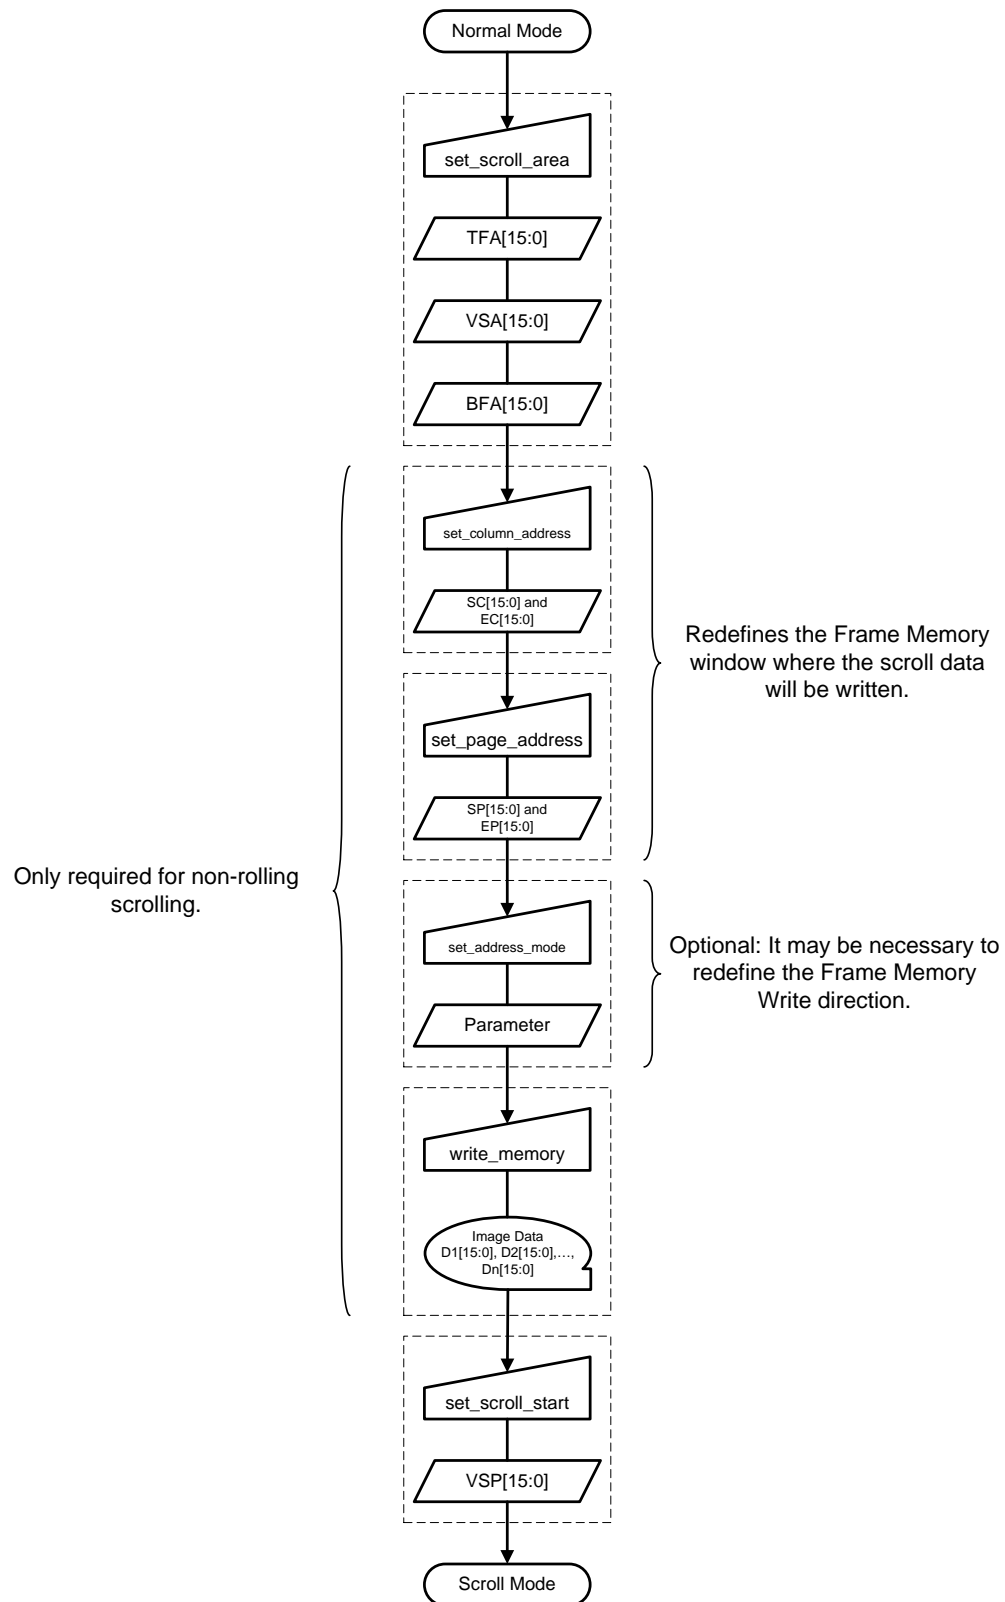 Normal Mode
set_scroll_area
TFA[15:0]
VSA[15:0]
BFA[15:0]
set_column_address
SC[15:0] and
EC[15:0]
Redefines the Frame Memory
window where the scroll data
will be written.
set_page_address
SP[15:0] and
EP[15:0]
Only required for non-rolling
scrolling.
set_address_mode
Optional: It may be necessary to
redefine the Frame Memory
Write direction.
Parameter
write_memory
Image Data
D1[15:0], D2[15:0],…,
Dn[15:0]
set_scroll_start
VSP[15:0]
Scroll Mode